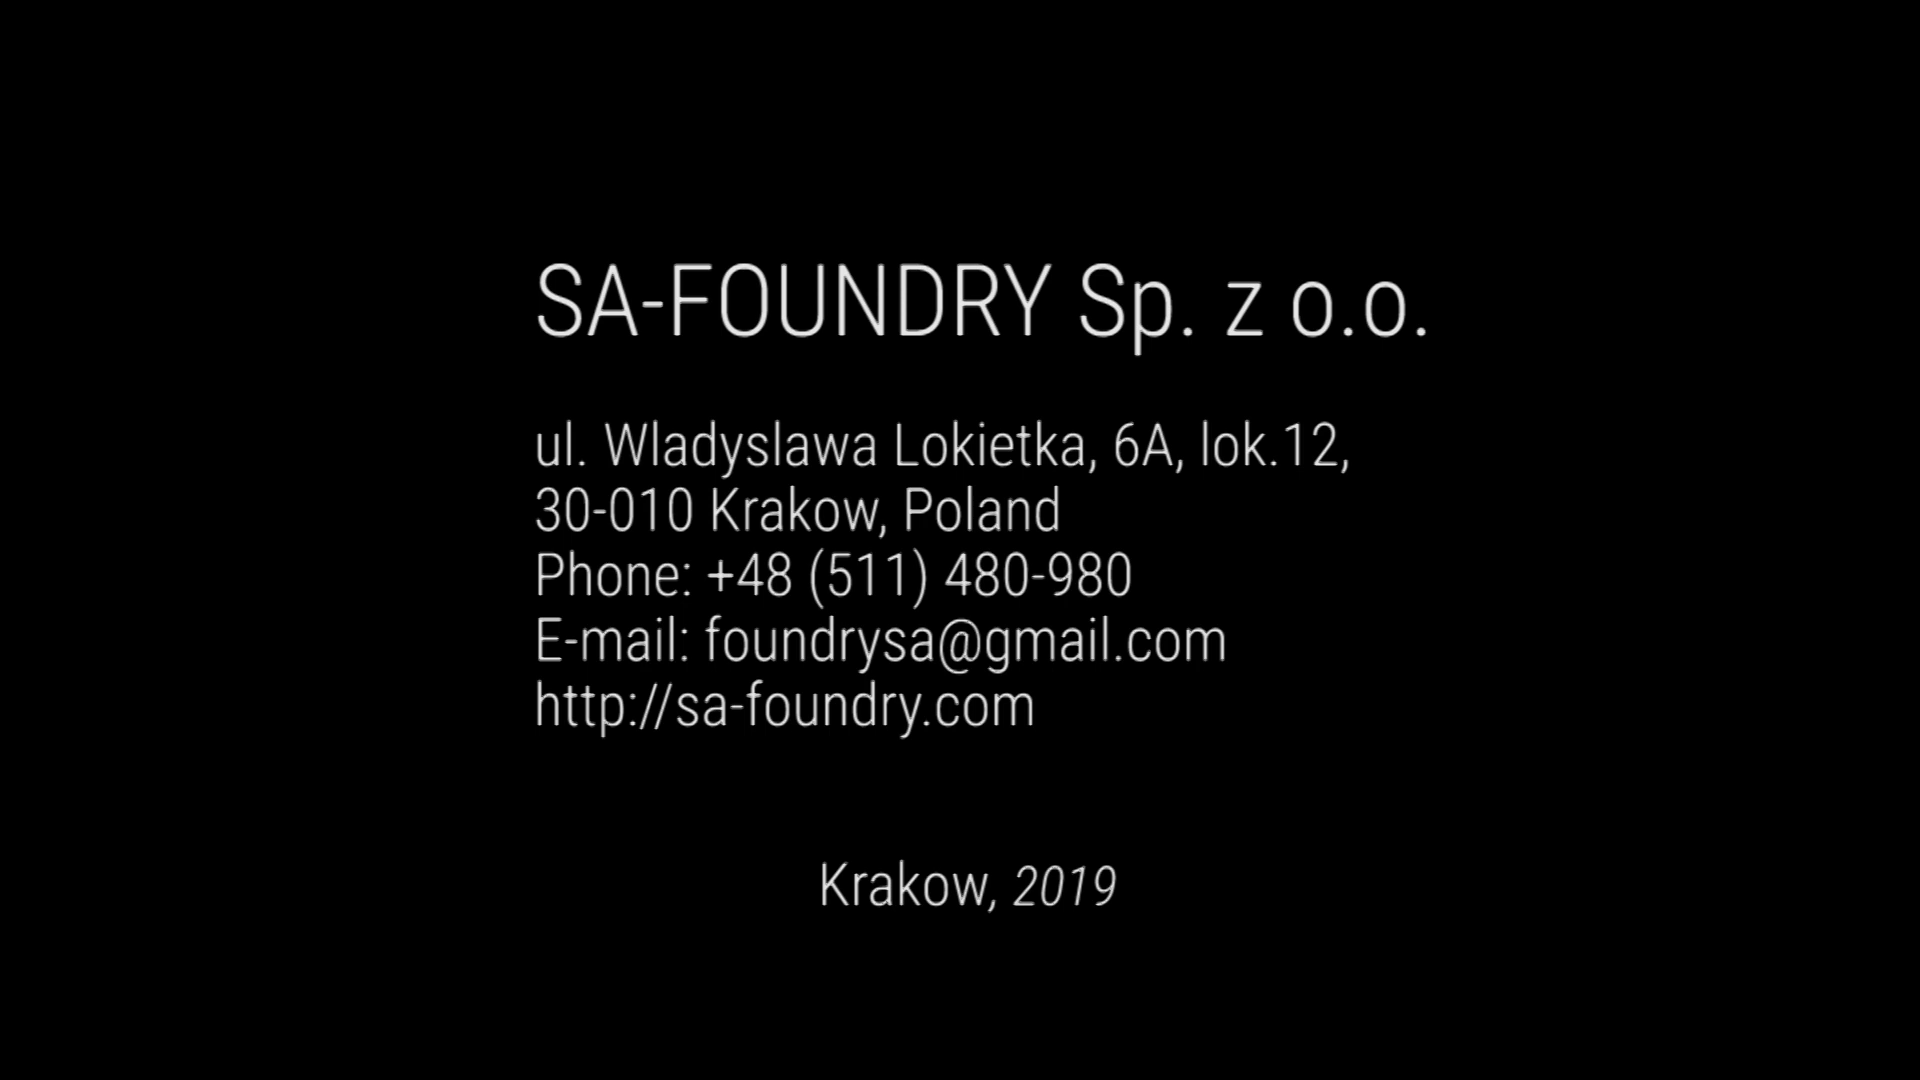 SA-FOUNDRY Sp. z o.o.
ul. Wladyslawa Lokietka, 6A, lok.12,
30-010 Krakow, Poland
Phone: +48 (511) 480-980
E-mail: foundrysa@gmail.com
http://sa-foundry.com
Krakow, 2019